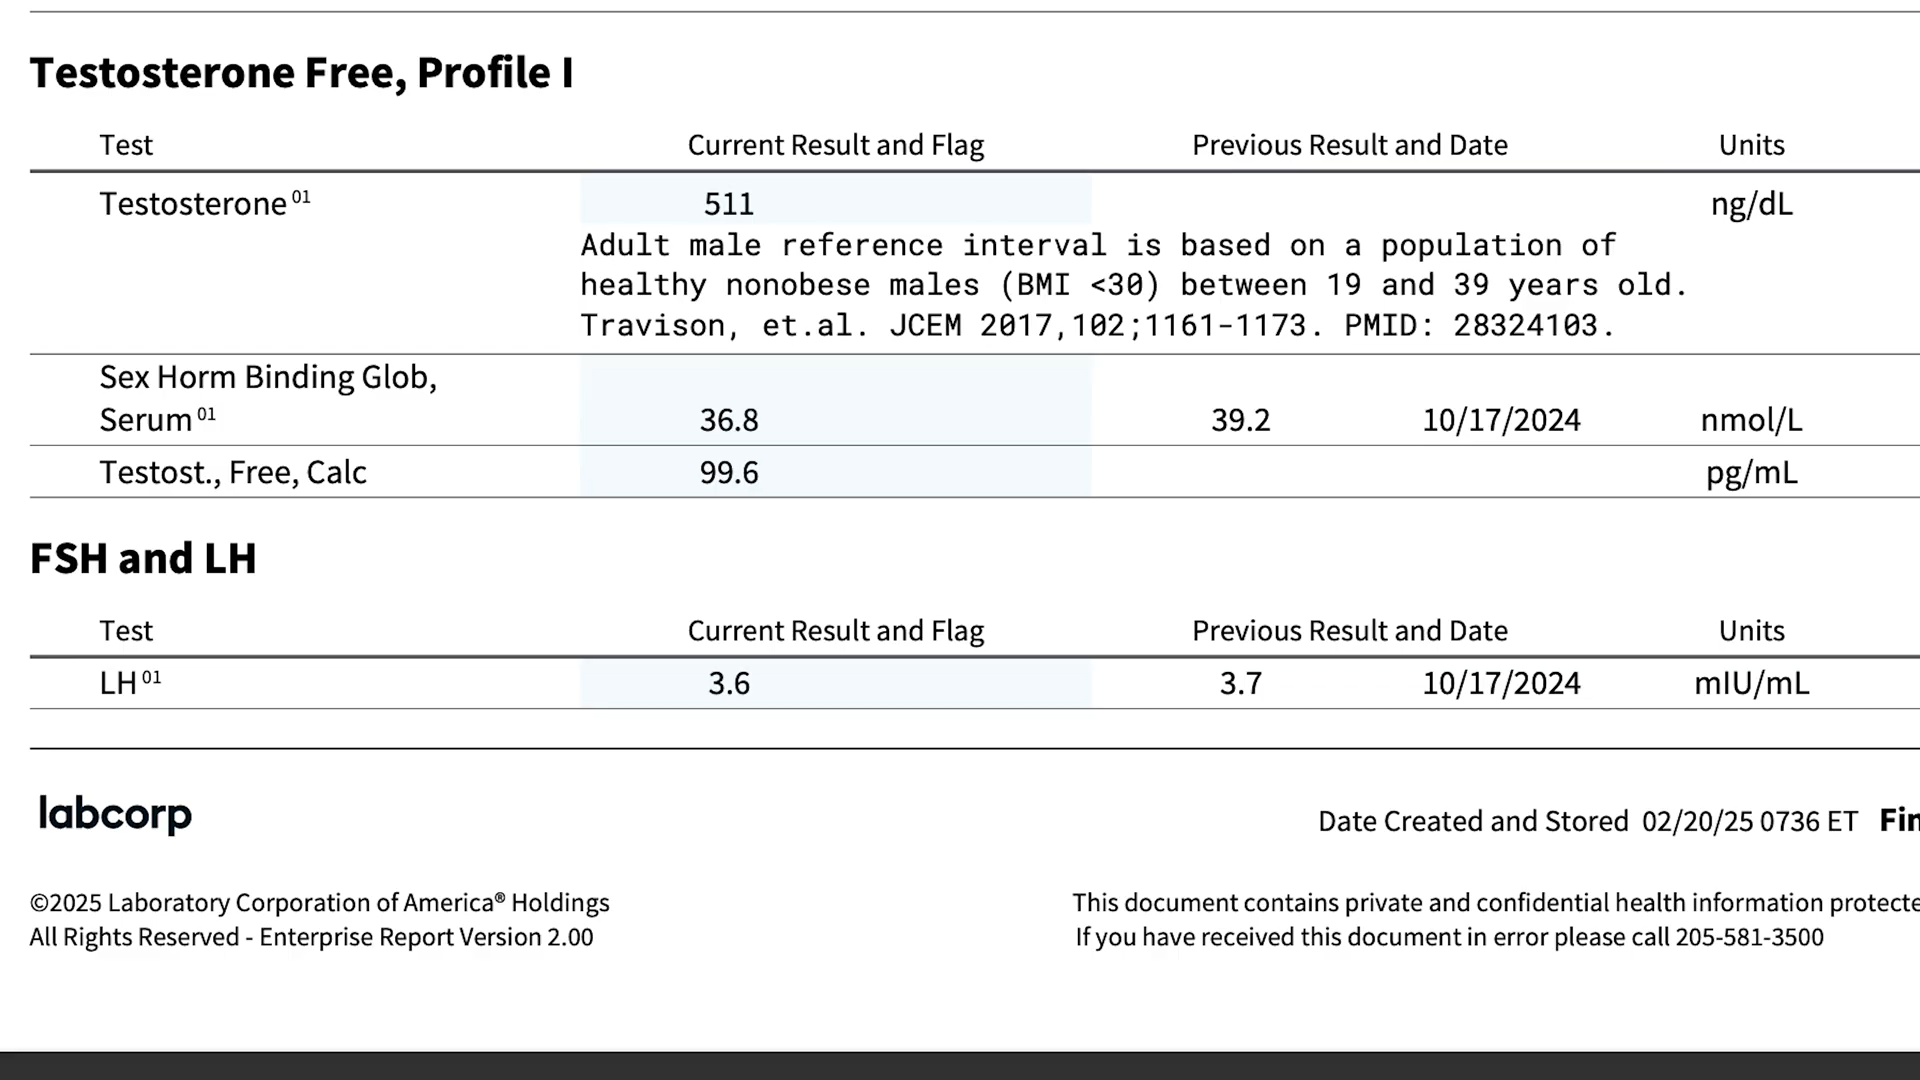 Testosterone Free, Profile I
Test Current Result and Flag Previous Result and Date Units
Testosterone 01 511 ng/dL
Adult male reference interval is based on a population of
healthy nonobese males (BMI <30) between 19 and 39 years old.
Travison, et.al. JCEM 2017,102;1161-1173. PMID: 28324103.
Sex Horm Binding Glob,
Serum 01 36.8 39.2 10/17/2024 nmol/L
Testost., Free, Calc 99.6 pg/mL
FSH and LH
Test Current Result and Flag Previous Result and Date Units
LH 01 3.6 3.7 10/17/2024 mIU/mL
labcorp
Date Created and Stored 02/20/25 0736 ET
©2025 Laboratory Corporation of America® Holdings
All Rights Reserved - Enterprise Report Version 2.00
This document contains private and confidential health information
If you have received this document in error please call 205-581-3500